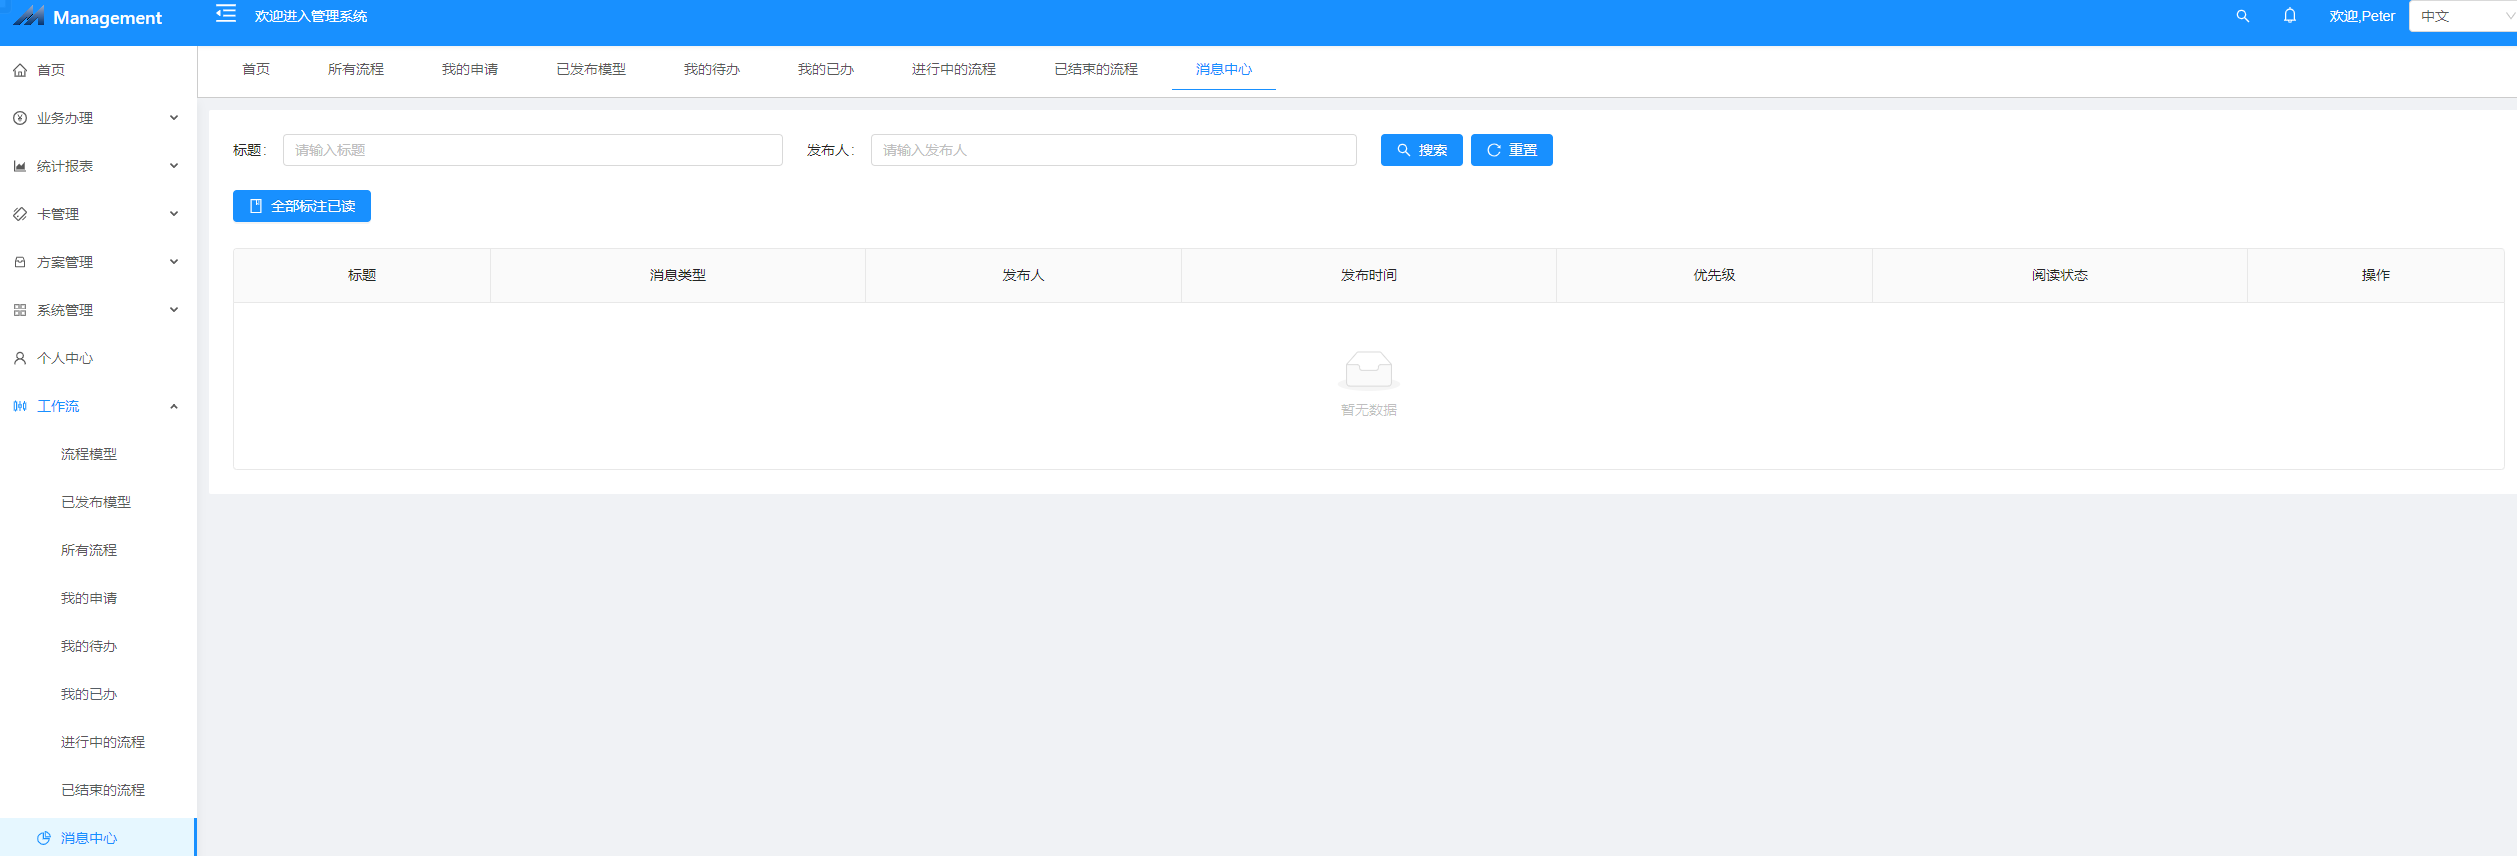 Management
欢迎进入管理系统
欢迎,Peter
中文
首页
业务办理
统计报表
卡管理
方案管理
系统管理
个人中心
工作流
流程模型
已发布模型
所有流程
我的申请
我的待办
我的已办
进行中的流程
已结束的流程
消息中心
首页 所有流程 我的申请 已发布模型 我的待办 我的已办 进行中的流程 已结束的流程 消息中心
标题: 请输入标题 发布人: 请输入发布人 搜索 重置
全部标注已读
标题 消息类型 发布人 发布时间 优先级 阅读状态 操作
暂无数据